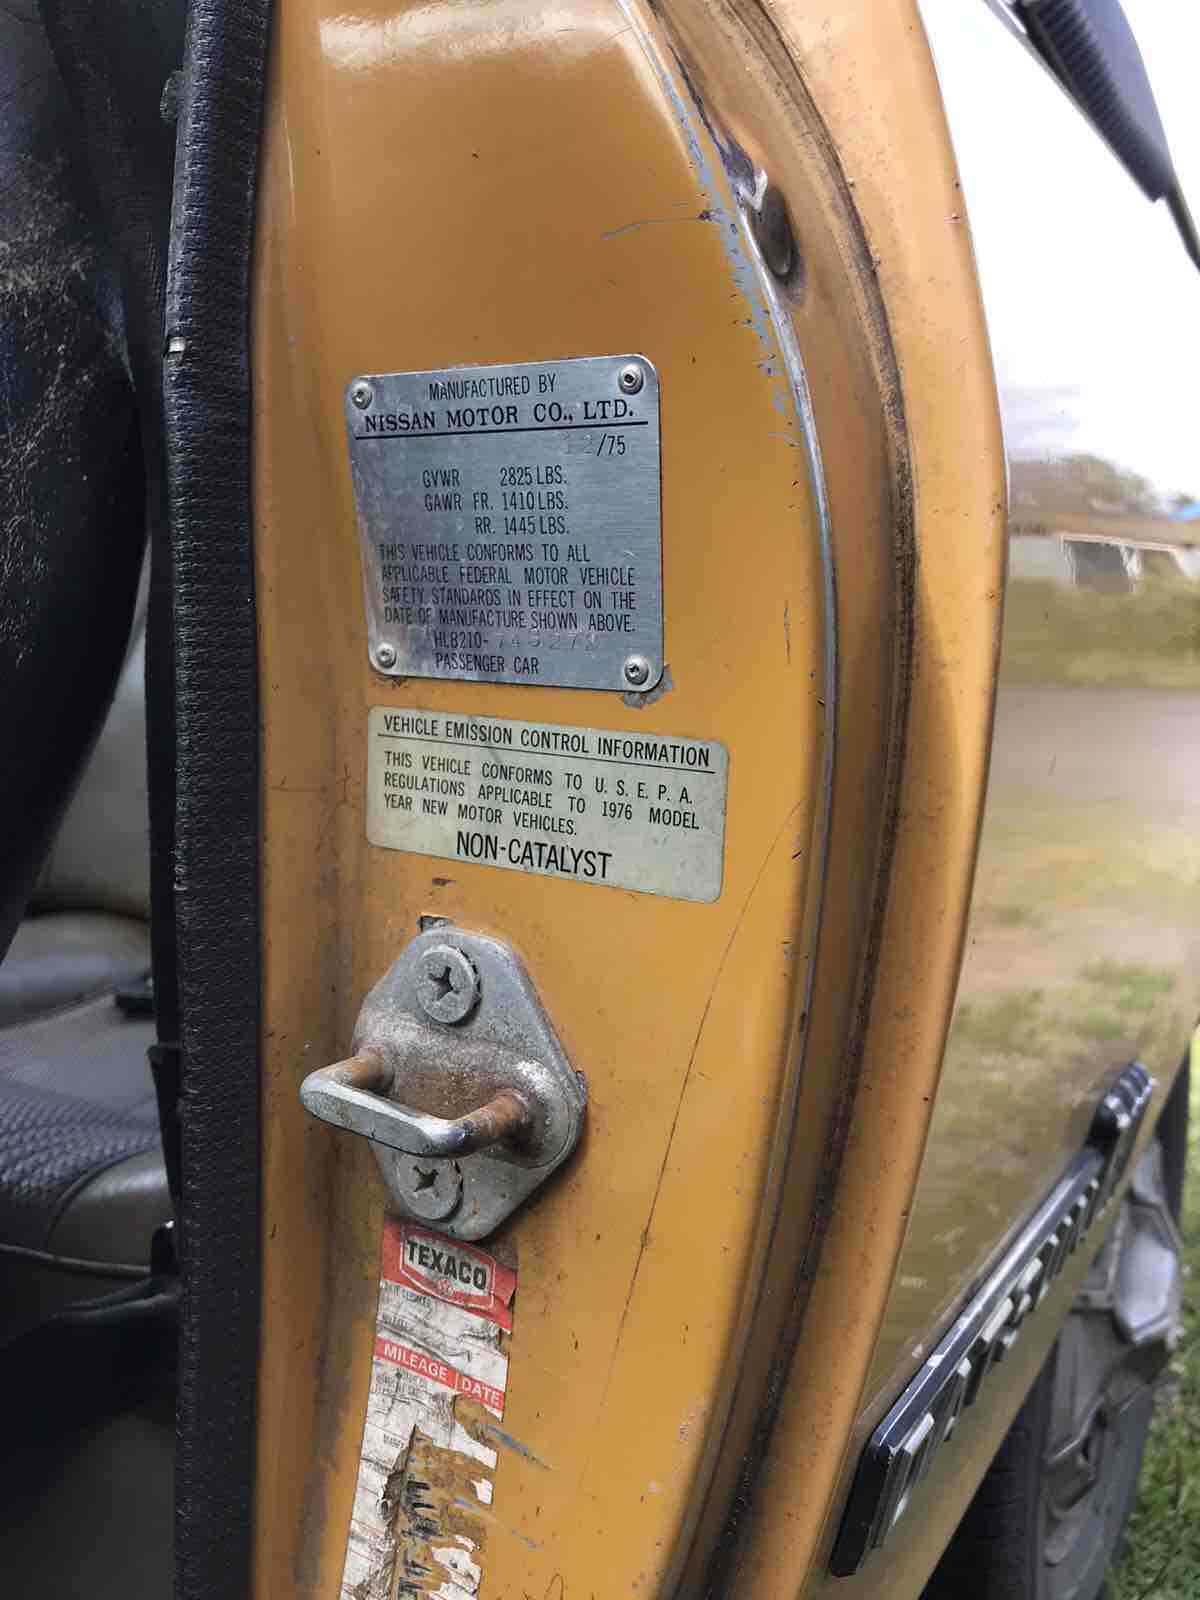 MANUFACTURED BY
NISSAN MOTOR CO., LTD.
12/75
GVWR 2825 LBS.
GAWR FR. 1410 LBS.
RR. 1445 LBS.
THIS VEHICLE CONFORMS TO ALL
APPLICABLE FEDERAL MOTOR VEHICLE
SAFETY STANDARDS IN EFFECT ON THE
DATE OF MANUFACTURE SHOWN ABOVE.
HLB210-
PASSENGER CAR
VEHICLE EMISSION CONTROL INFORMATION
THIS VEHICLE CONFORMS TO U. S. E. P. A.
REGULATIONS APPLICABLE TO 1976 MODEL
YEAR NEW MOTOR VEHICLES.
NON-CATALYST
TEXACO
MILEAGE DATE